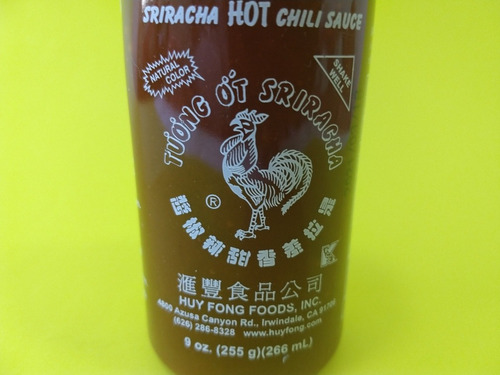 SRIRACHA HOT CHILI SAUCE
NATURAL COLOR
SHAKE WELL
TƯƠNG ỚT SRIRACHA
®
醬椒辣甜香差拉是
滙豐食品公司
HUY FONG FOODS, INC.
4800 Azusa Canyon Rd., Irwindale, CA 91706
(626) 286-8328 www.huyfong.com
9 oz. (255 g)(266 mL)